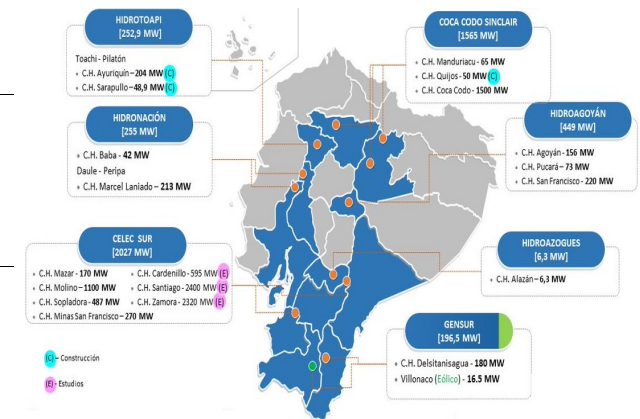 HIDROTOAPI
[252,9 MW]
Toachi - Pilatón
• C.H. Ayuriquín – 204 MW (C)
• C.H. Sarapullo – 48,9 MW (C)
COCA CODO SINCLAIR
[1565 MW]
• C.H. Manduriacu - 65 MW
• C.H. Quijos - 50 MW (C)
• C.H. Coca Codo - 1500 MW
HIDRONACIÓN
[255 MW]
• C.H. Baba - 42 MW
Daule - Peripa
• C.H. Marcel Laniado – 213 MW
HIDROAGOYÁN
[449 MW]
• C.H. Agoyán - 156 MW
• C.H. Pucará - 73 MW
• C.H. San Francisco - 220 MW
CELEC SUR
[2027 MW]
• C.H. Mazar - 170 MW
• C.H. Molino - 1100 MW
• C.H. Sopladora - 487 MW
• C.H. Minas San Francisco - 270 MW
• C.H. Cardenillo - 595 MW (E)
• C.H. Santiago - 2400 MW (E)
• C.H. Zamora - 2320 MW (E)
HIDROAZOGUES
[6,3 MW]
• C.H. Alazán – 6,3 MW
GENSUR
[196,5 MW]
• C.H. Delsitanisagua - 180 MW
• Villonaco (Eólico) - 16.5 MW
(C) – Construcción
(E) - Estudios